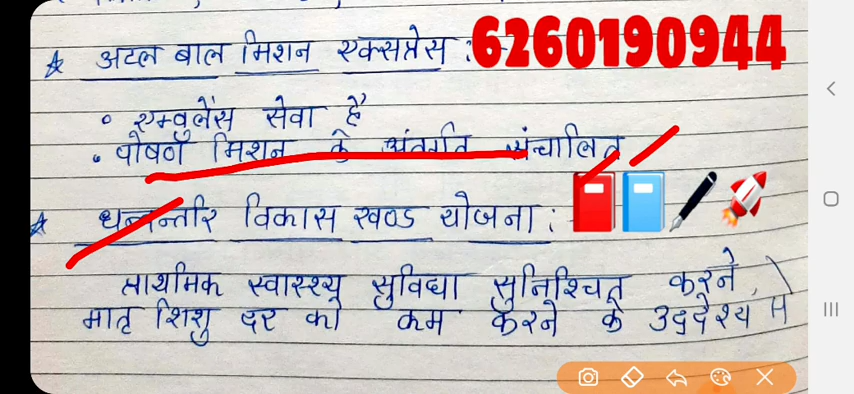 ☆ अटल बाल मिशन एक्सप्रेस : 6260190944
• एम्बुलेंस सेवा है
• पोषण मिशन के अंतर्गत संचालित
☆ धन्वन्तरि विकास खण्ड योजना :
प्राथमिक स्वास्थ्य सुविधा सुनिश्चित करने,
मातृ शिशु दर को कम करने के उद्देश्य से